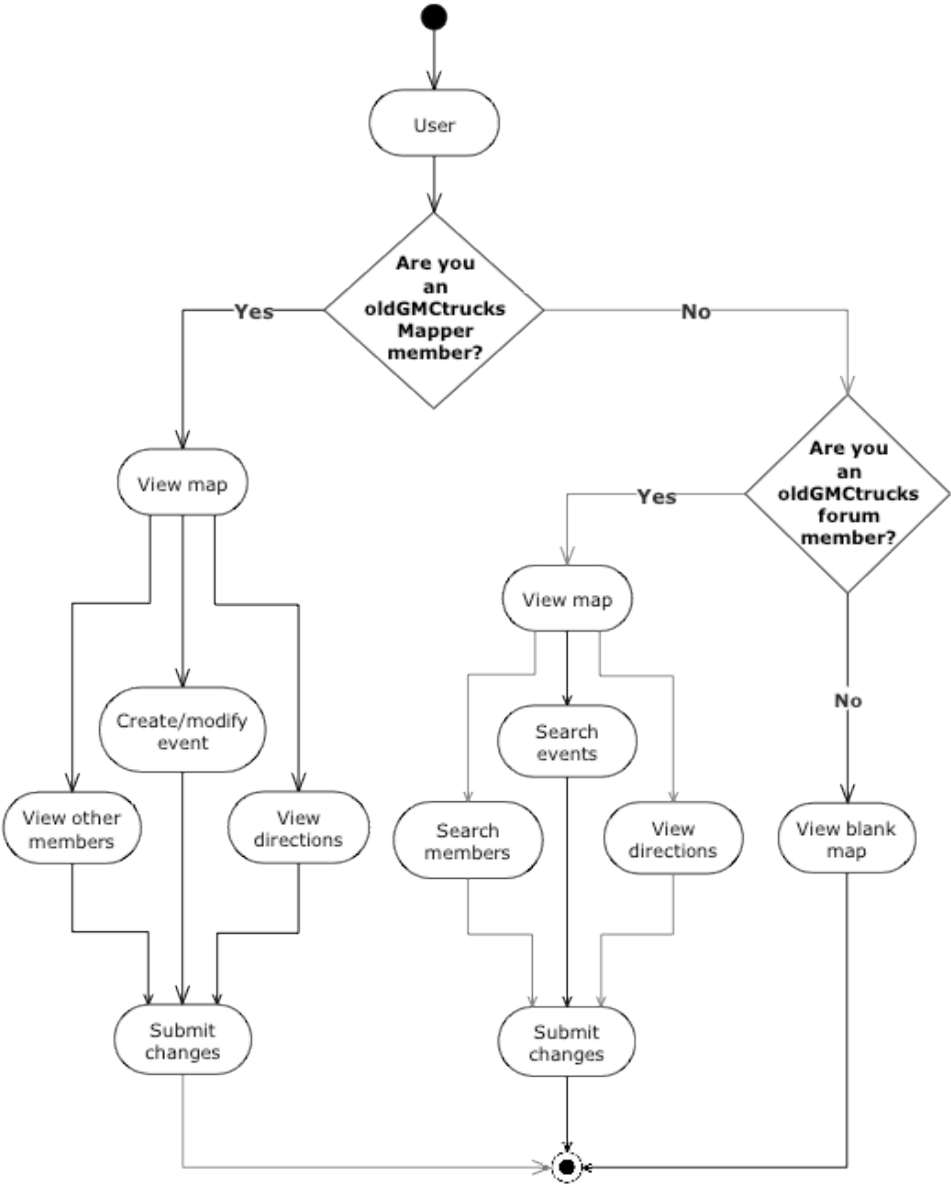 User
Are you
an
oldGMCtrucks
Mapper
member?
Yes
No
Are you
an
oldGMCtrucks
forum
member?
View map
Yes
View map
No
Create/modify
event
Search
events
View other
members
View
directions
Search
members
View
directions
View blank
map
Submit
changes
Submit
changes